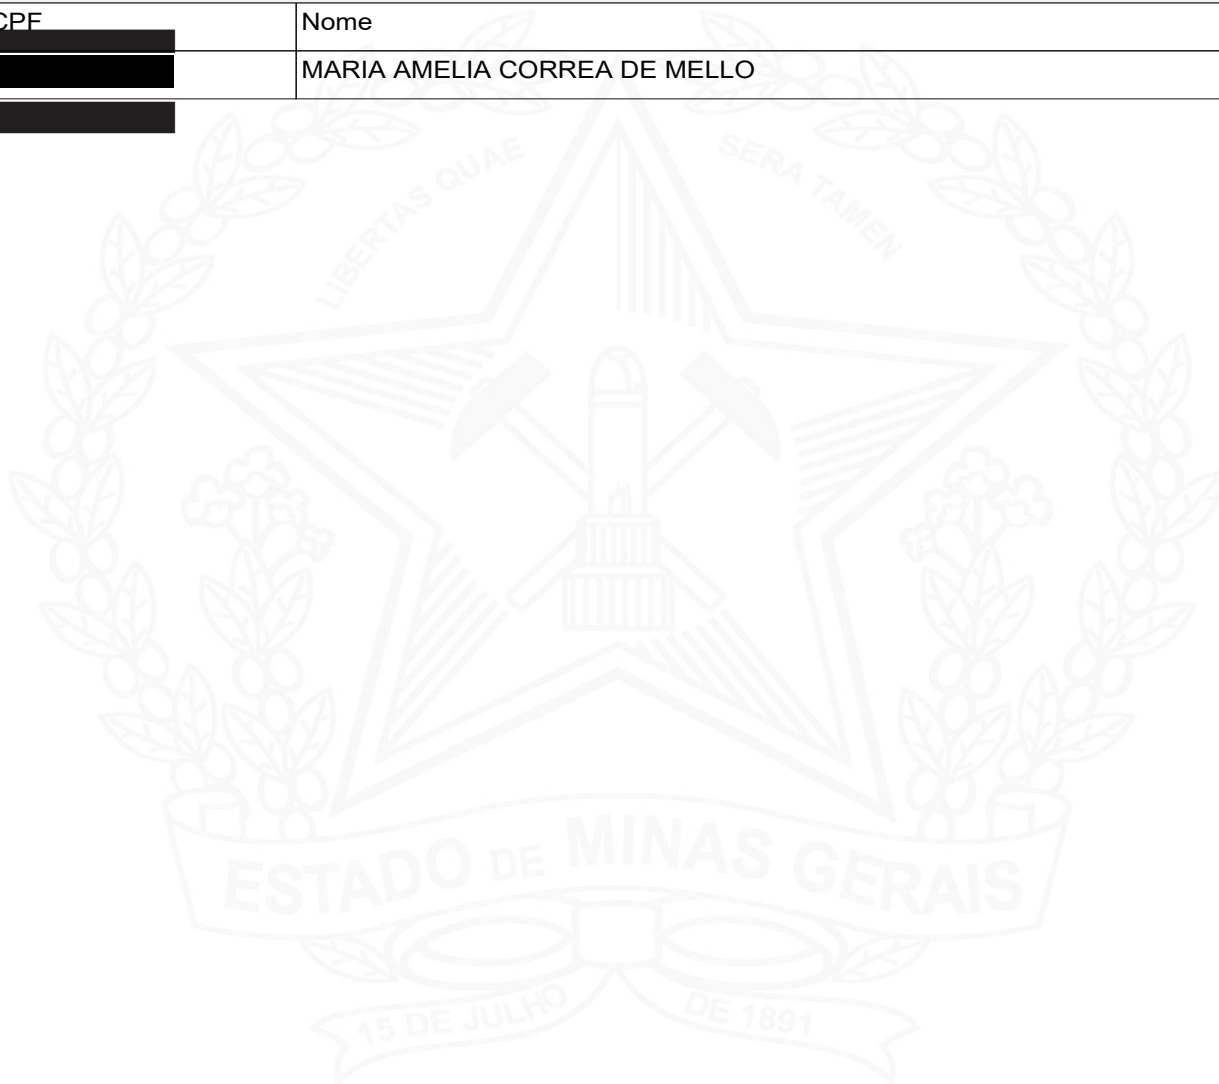 CPF Nome
MARIA AMELIA CORREA DE MELLO
LIBERTAS QUAE SERA TAMEN
ESTADO DE MINAS GERAIS
15 DE JULHO DE 1891